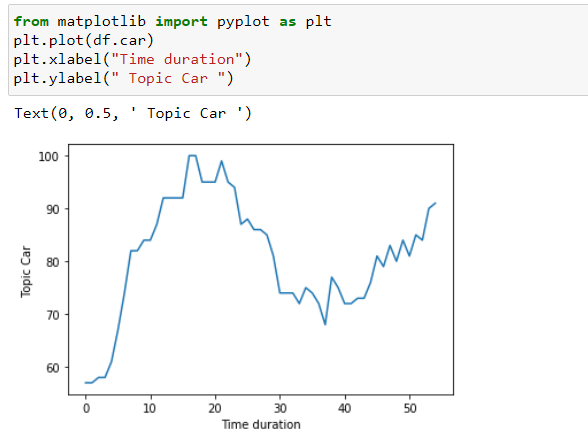 from matplotlib import pyplot as plt
plt.plot(df.car)
plt.xlabel("Time duration")
plt.ylabel(" Topic Car ")
Text(0, 0.5, ' Topic Car ')
100
90
80
70
60
Topic Car
0 10 20 30 40 50
Time duration